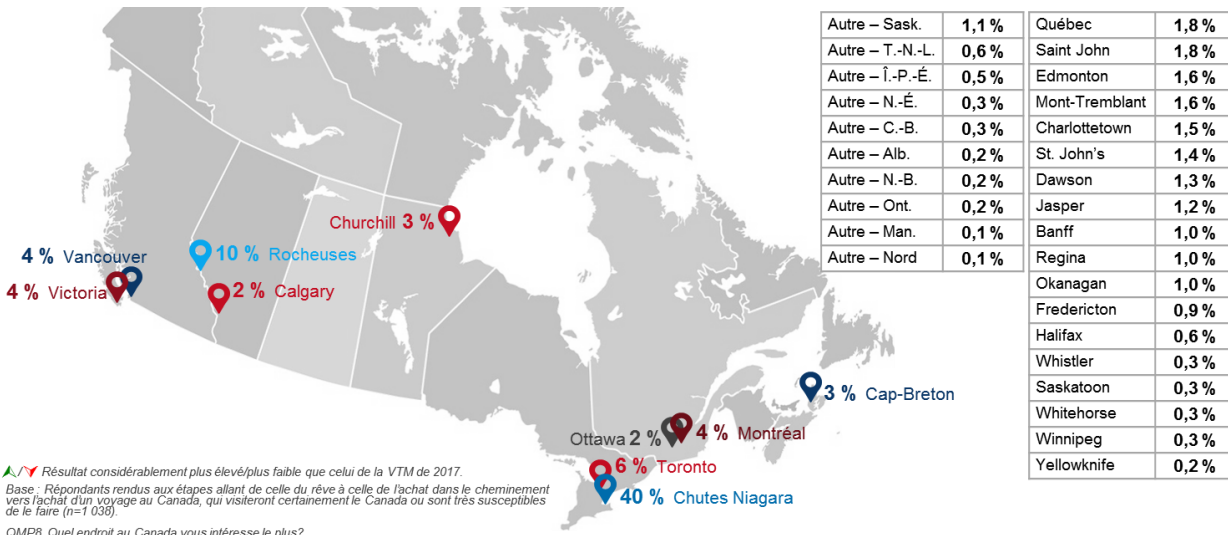 Churchill 3 %
4 % Vancouver
10 % Rocheuses
4 % Victoria
2 % Calgary
3 % Cap-Breton
Ottawa 2 %
4 % Montréal
6 % Toronto
40 % Chutes Niagara
Autre – Sask. 1,1 %
Autre – T.-N.-L. 0,6 %
Autre – Î.-P.-É. 0,5 %
Autre – N.-É. 0,3 %
Autre – C.-B. 0,3 %
Autre – Alb. 0,2 %
Autre – N.-B. 0,2 %
Autre – Ont. 0,2 %
Autre – Man. 0,1 %
Autre – Nord 0,1 %
Québec 1,8 %
Saint John 1,8 %
Edmonton 1,6 %
Mont-Tremblant 1,6 %
Charlottetown 1,5 %
St. John's 1,4 %
Dawson 1,3 %
Jasper 1,2 %
Banff 1,0 %
Regina 1,0 %
Okanagan 1,0 %
Fredericton 0,9 %
Halifax 0,6 %
Whistler 0,3 %
Saskatoon 0,3 %
Whitehorse 0,3 %
Winnipeg 0,3 %
Yellowknife 0,2 %
/ Résultat considérablement plus élevé/plus faible que celui de la VTM de 2017.
Base : Répondants rendus aux étapes allant de celle du rêve à celle de l'achat dans le cheminement
vers l'achat d'un voyage au Canada, qui visiteront certainement le Canada ou sont très susceptibles
de le faire (n=1 038).
QMP8. Quel endroit au Canada vous intéresse le plus?